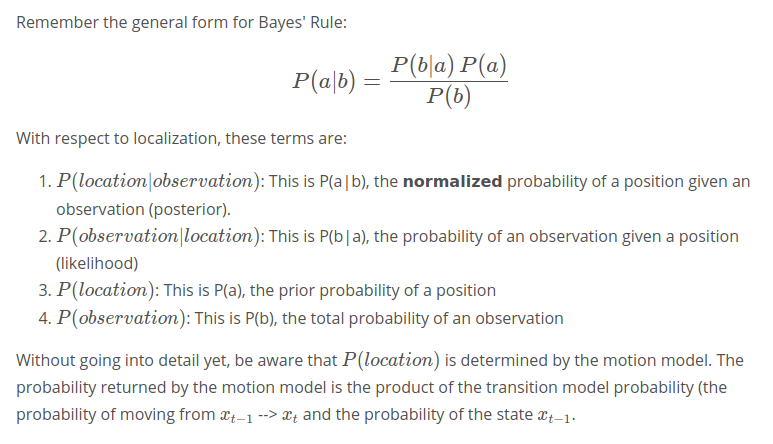 Remember the general form for Bayes' Rule:
P(a|b) = P(b|a) P(a) / P(b)
With respect to localization, these terms are:
1. P(location|observation): This is P(a|b), the normalized probability of a position given an
observation (posterior).
2. P(observation|location): This is P(b|a), the probability of an observation given a position
(likelihood)
3. P(location): This is P(a), the prior probability of a position
4. P(observation): This is P(b), the total probability of an observation
Without going into detail yet, be aware that P(location) is determined by the motion model. The
probability returned by the motion model is the product of the transition model probability (the
probability of moving from xₜ₋₁ --> xₜ and the probability of the state xₜ₋₁.